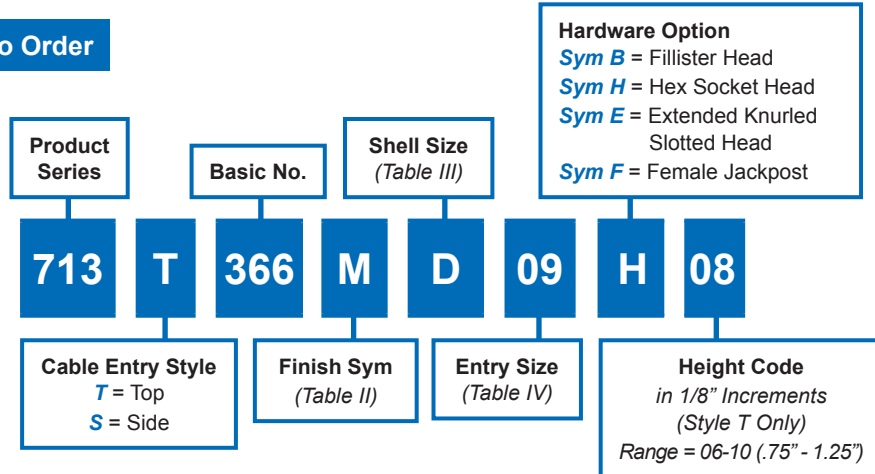 o Order
Hardware Option
Sym B = Fillister Head
Sym H = Hex Socket Head
Sym E = Extended Knurled
Slotted Head
Sym F = Female Jackpost
Product
Series
Basic No.
Shell Size
(Table III)
713 T 366 M D 09 H 08
Cable Entry Style
T = Top
S = Side
Finish Sym
(Table II)
Entry Size
(Table IV)
Height Code
in 1/8” Increments
(Style T Only)
Range = 06-10 (.75” - 1.25”)